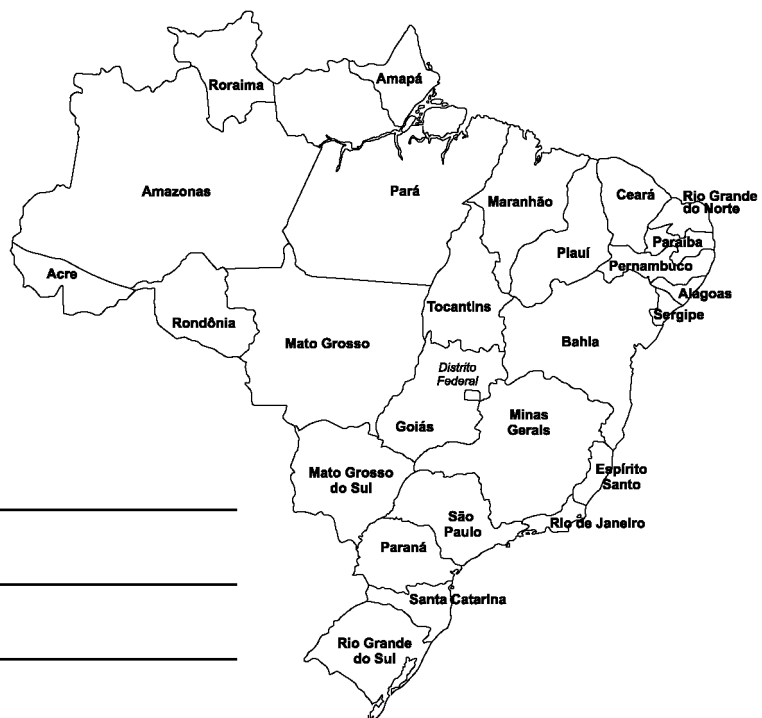 Roraima
Amapá
Amazonas
Pará
Maranhão
Ceará
Rio Grande
do Norte
Paraíba
Piauí
Pernambuco
Acre
Alagoas
Tocantins
Sergipe
Rondônia
Mato Grosso
Bahia
Distrito
Federal
Goiás
Minas
Gerais
Mato Grosso
do Sul
Espírito
Santo
São
Paulo
Rio de Janeiro
Paraná
Santa Catarina
Rio Grande
do Sul